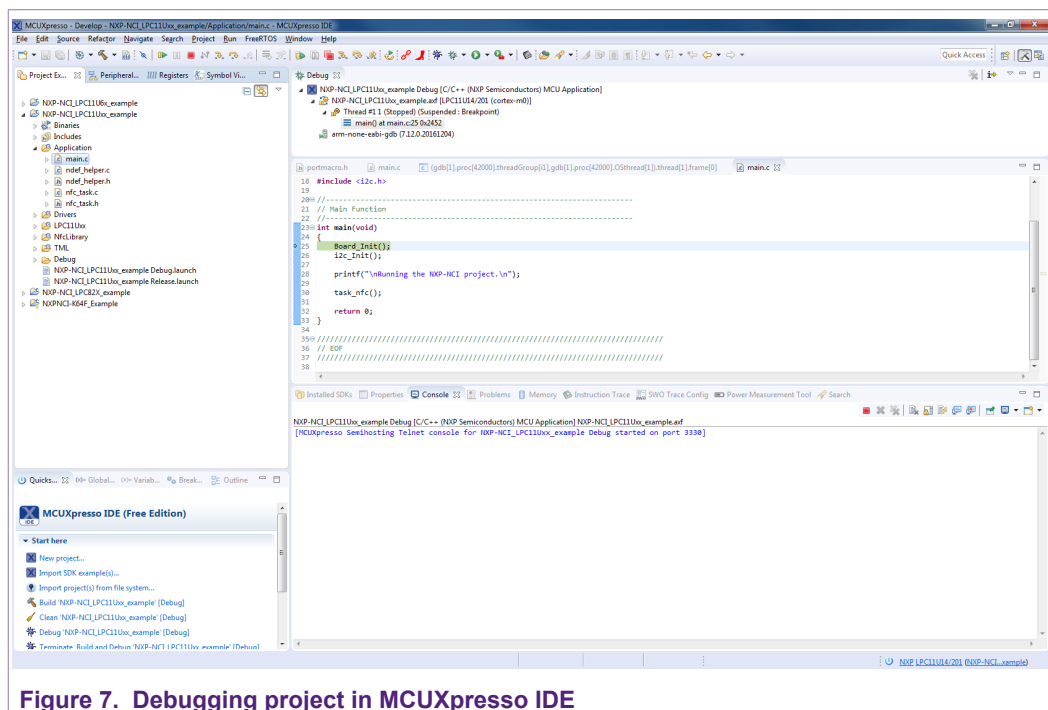 MCUXpresso - Develop - NXP-NCI_LPC11Uxx_example/Application/main.c - MCUXpresso IDE
File Edit Source Refactor Navigate Search Project Run FreeRTOS Window Help
Quick Access
Project Ex... Peripheral... Registers Symbol Vi...
NXP-NCI_LPC11U6x_example
NXP-NCI_LPC11Uxx_example
Binaries
Includes
Application
main.c
ndef_helper.c
ndef_helper.h
nfc_task.c
nfc_task.h
Drivers
LPC11Uxx
NfcLibrary
TML
Debug
NXP-NCI_LPC11Uxx_example Debug.launch
NXP-NCI_LPC11Uxx_example Release.launch
NXP-NCI_LPC82X_example
NXPNCI-K64F_Example
Debug
NXP-NCI_LPC11Uxx_example Debug [C/C++ (NXP Semiconductors) MCU Application]
NXP-NCI_LPC11Uxx_example.axf [LPC11U14/201 (cortex-m0)]
Thread #1 1 (Stopped) (Suspended : Breakpoint)
main() at main.c:25 0x2452
arm-none-eabi-gdb (7.12.0.20161204)
portmacro.h main.c (gdb[1].proc[42000].threadGroup[i1],gdb[1].proc[42000].OSthread[1]).thread[1].frame[0] main.c
18 #include <i2c.h>
19
20 //-----------------------------------------------------------------------
21 // Main Function
22 //-----------------------------------------------------------------------
23 int main(void)
24 {
25 Board_Init();
26 i2c_Init();
27
28 printf("\nRunning the NXP-NCI project.\n");
29
30 task_nfc();
31
32 return 0;
33 }
34
35 ////////////////////////////////////////////////////////////////////////////////
36 // EOF
37 ////////////////////////////////////////////////////////////////////////////////
38
Installed SDKs Properties Console Problems Memory Instruction Trace SWO Trace Config Power Measurement Tool Search
NXP-NCI_LPC11Uxx_example Debug [C/C++ (NXP Semiconductors) MCU Application] NXP-NCI_LPC11Uxx_example.axf
[MCUXpresso Semihosting Telnet console for NXP-NCI_LPC11Uxx_example Debug started on port 3330]
Quicks... Global... Variab... Break... Outline
IDE
MCUXpresso IDE (Free Edition)
Start here
New project...
Import SDK example(s)...
Import project(s) from file system...
Build 'NXP-NCI_LPC11Uxx_example' [Debug]
Clean 'NXP-NCI_LPC11Uxx_example' [Debug]
Debug 'NXP-NCI_LPC11Uxx_example' [Debug]
Terminate, Build and Debug 'NXP-NCI_LPC11Uxx_example' [Debug]
NXP LPC11U14/201 (NXP-NCI...xample)
Figure 7. Debugging project in MCUXpresso IDE